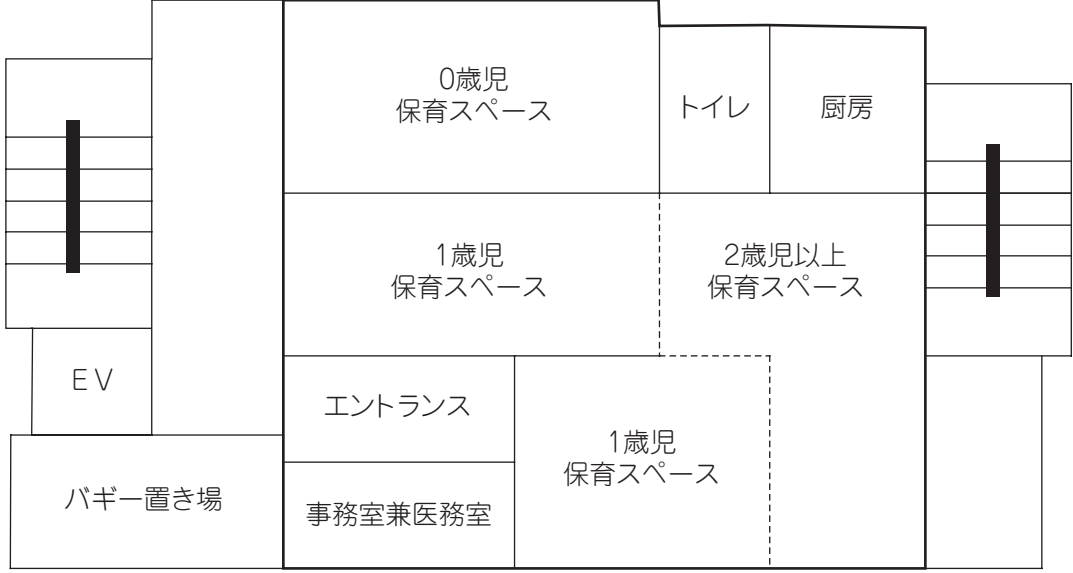 0歳児
保育スペース
トイレ
厨房
1歳児
保育スペース
2歳児以上
保育スペース
EV
エントランス
1歳児
保育スペース
バギー置き場
事務室兼医務室